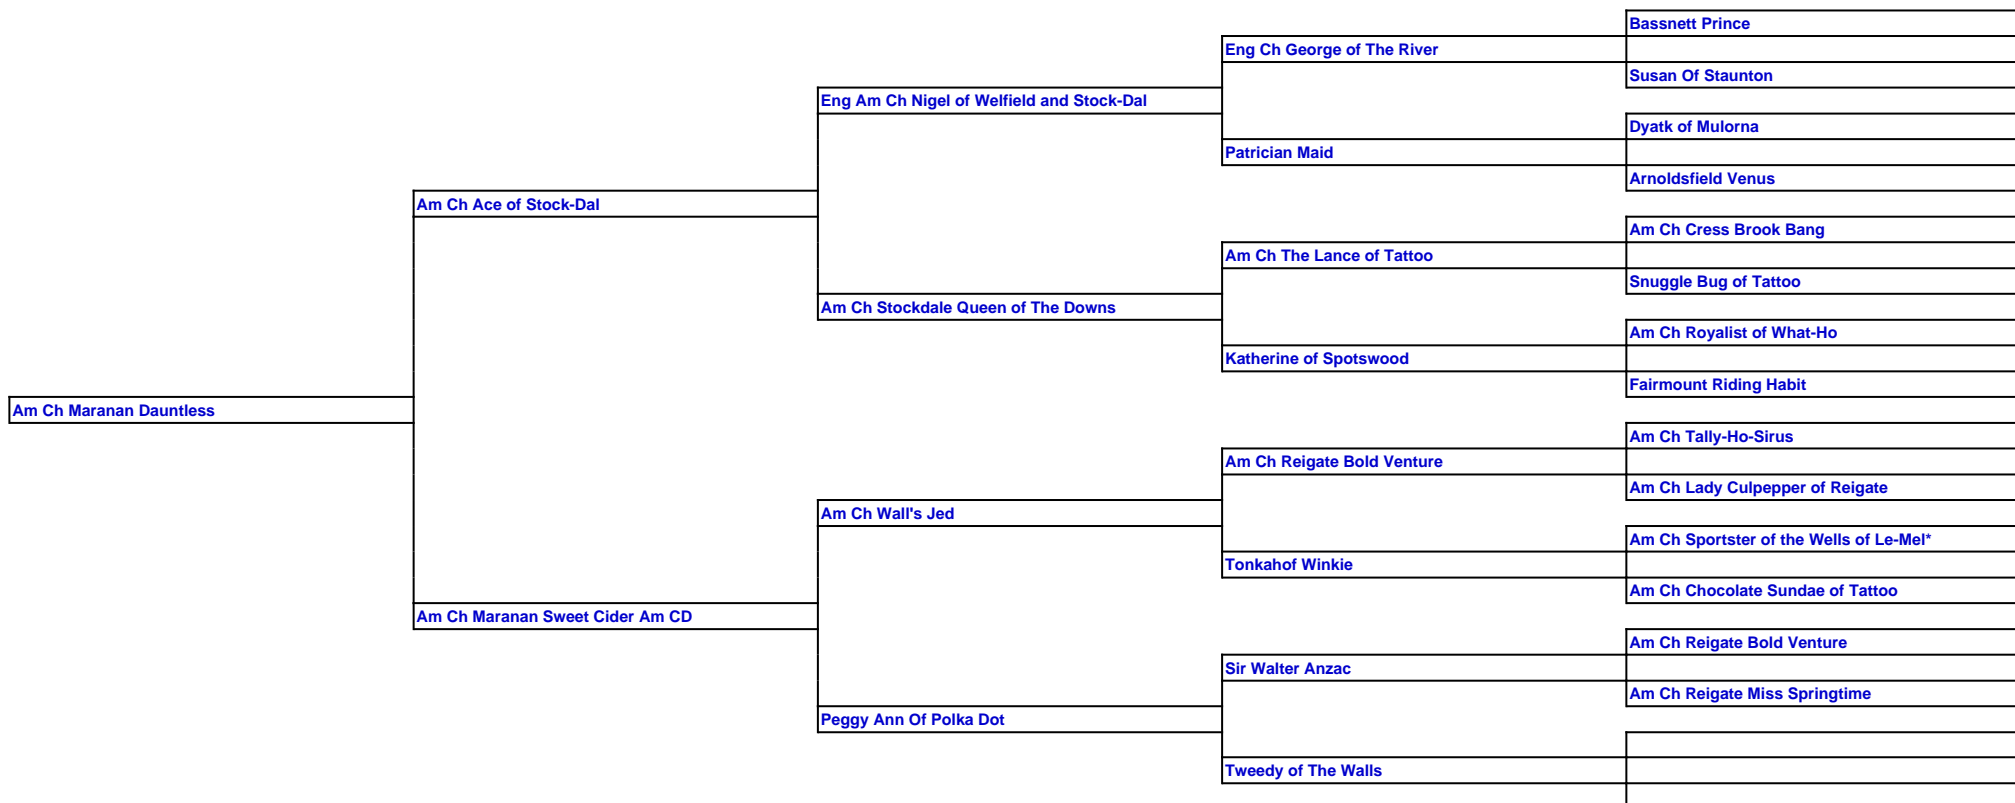 Bassnett Prince
Eng Ch George of The River
Susan Of Staunton
Eng Am Ch Nigel of Welfield and Stock-Dal
Dyatk of Mulorna
Patrician Maid
Arnoldsfield Venus
Am Ch Ace of Stock-Dal
Am Ch Cress Brook Bang
Am Ch The Lance of Tattoo
Snuggle Bug of Tattoo
Am Ch Stockdale Queen of The Downs
Am Ch Royalist of What-Ho
Katherine of Spotswood
Fairmount Riding Habit
Am Ch Maranan Dauntless
Am Ch Tally-Ho-Sirus
Am Ch Reigate Bold Venture
Am Ch Lady Culpepper of Reigate
Am Ch Wall's Jed
Am Ch Sportster of the Wells of Le-Mel*
Tonkahof Winkie
Am Ch Chocolate Sundae of Tattoo
Am Ch Maranan Sweet Cider Am CD
Am Ch Reigate Bold Venture
Sir Walter Anzac
Am Ch Reigate Miss Springtime
Peggy Ann Of Polka Dot
Tweedy of The Walls